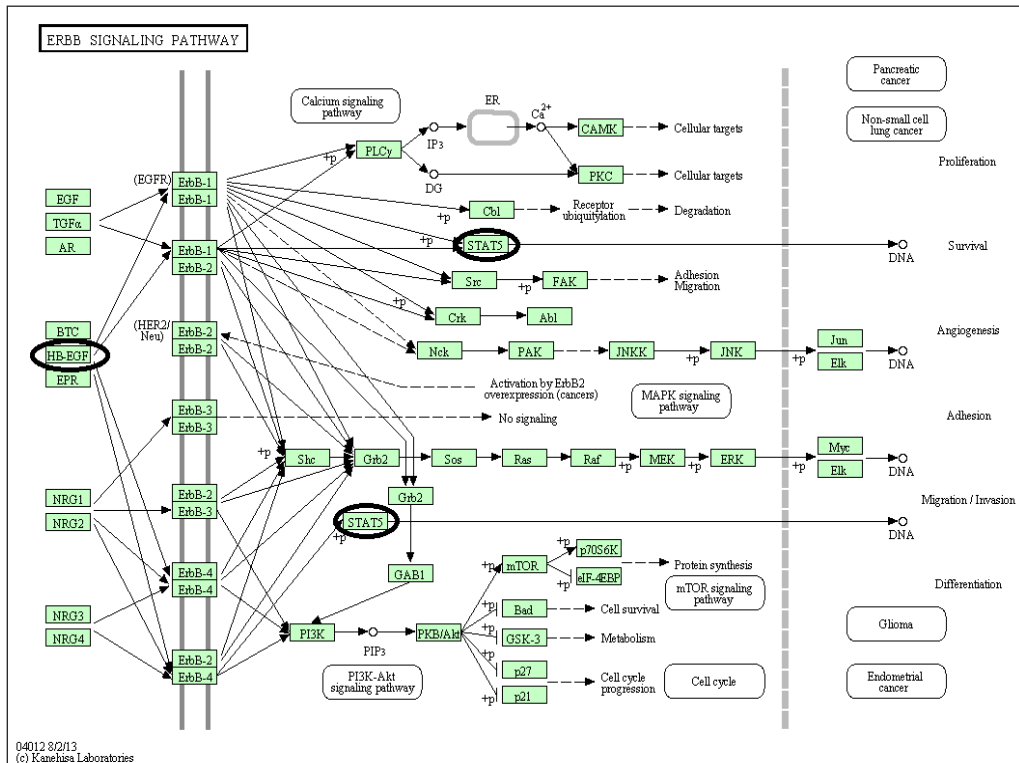 ERBB SIGNALING PATHWAY
Pancreatic
cancer
Non-small cell
lung cancer
Calcium signaling
pathway
ER
Ca2+
IP3
DG
PLCγ
+p
CAMK
Cellular targets
PKC
Cellular targets
Proliferation
(EGFR)
ErbB-1
ErbB-1
EGF
TGFα
AR
+p
Cbl
Receptor
ubiquitylation
Degradation
ErbB-1
ErbB-2
+p
STAT5
DNA
Survival
Src
+p
FAK
Adhesion
Migration
+p
Crk
Abl
BTC
HB-EGF
EPR
(HER2/
Neu)
ErbB-2
ErbB-2
Nck
PAK
JNKK
+p
JNK
+p
Jun
Elk
DNA
Angiogenesis
Activation by ErbB2
overexpression (cancers)
MAPK signaling
pathway
ErbB-3
ErbB-3
No signaling
Adhesion
+p
Shc
Grb2
Sos
Ras
Raf
+p
MEK
+p
ERK
+p
Myc
Elk
DNA
NRG1
NRG2
ErbB-2
ErbB-3
Grb2
Migration / Invasion
STAT5
+p
DNA
GAB1
ErbB-4
ErbB-4
+p
mTOR
+p
p70S6K
+p
eIF-4EBP
Protein synthesis
mTOR signaling
pathway
Differentiation
NRG3
NRG4
PI3K
PIP3
PKB/Akt
+p
Bad
Cell survival
+p
GSK-3
Metabolism
Glioma
ErbB-2
ErbB-4
PI3K-Akt
signaling pathway
+p
p27
+p
p21
Cell cycle
progression
Cell cycle
Endometrial
cancer
04012 8/2/13
(c) Kanehisa Laboratories